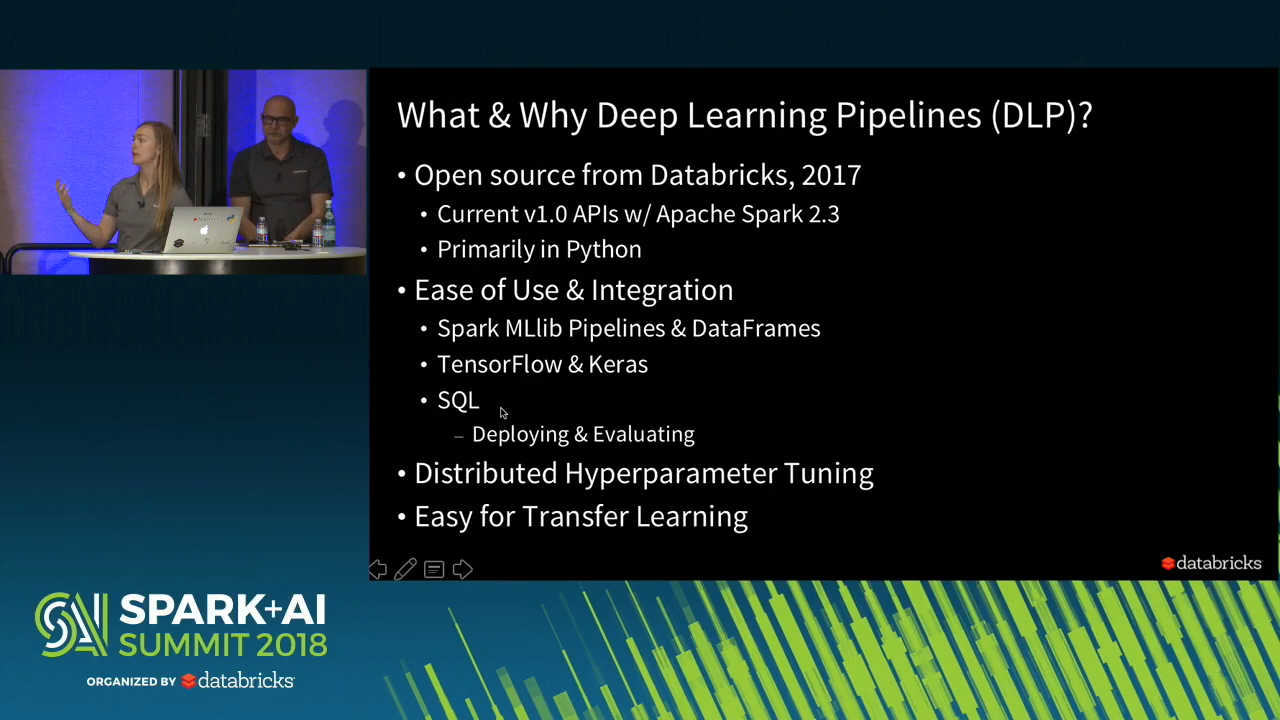 What & Why Deep Learning Pipelines (DLP)?
• Open source from Databricks, 2017
• Current v1.0 APIs w/ Apache Spark 2.3
• Primarily in Python
• Ease of Use & Integration
• Spark MLlib Pipelines & DataFrames
• TensorFlow & Keras
• SQL
– Deploying & Evaluating
• Distributed Hyperparameter Tuning
• Easy for Transfer Learning
databricks
SAI
SPARK+AI
SUMMIT 2018
ORGANIZED BY databricks